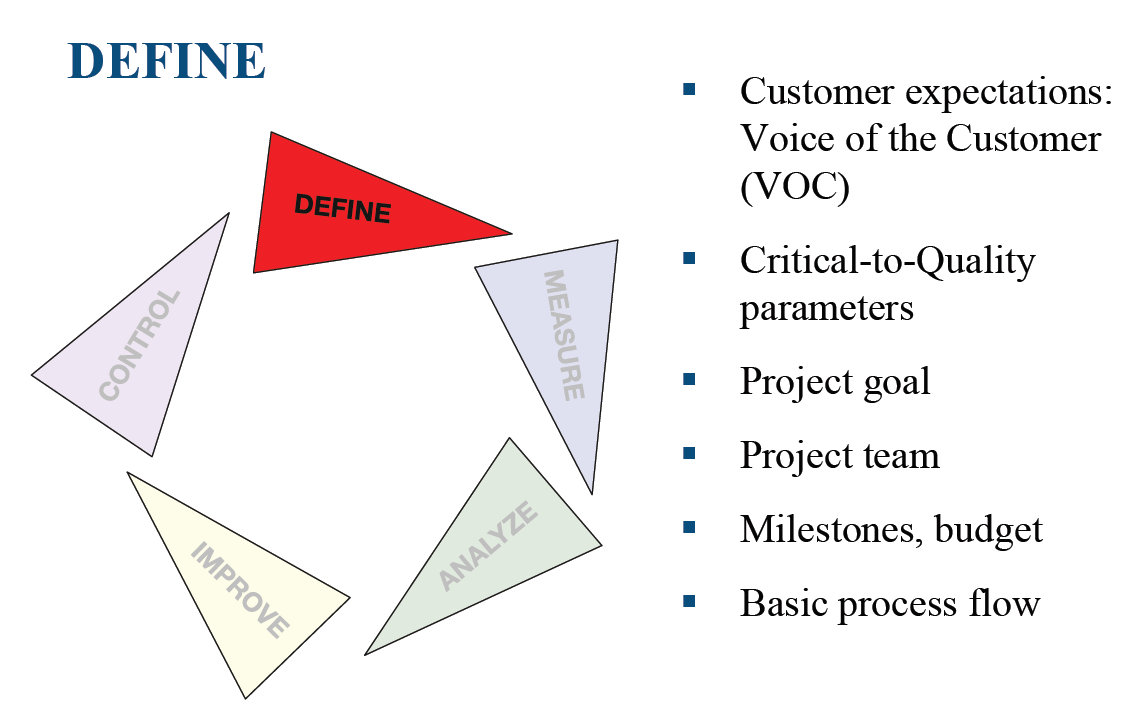 DEFINE
DEFINE
MEASURE
ANALYZE
IMPROVE
CONTROL
▪ Customer expectations:
Voice of the Customer
(VOC)
▪ Critical-to-Quality
parameters
▪ Project goal
▪ Project team
▪ Milestones, budget
▪ Basic process flow